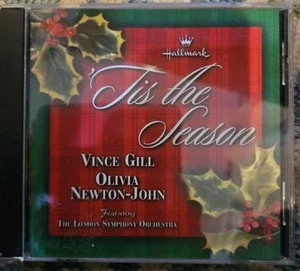 Hallmark
'Tis the
Season
VINCE GILL
OLIVIA
NEWTON-JOHN
Featuring
THE LONDON SYMPHONY ORCHESTRA